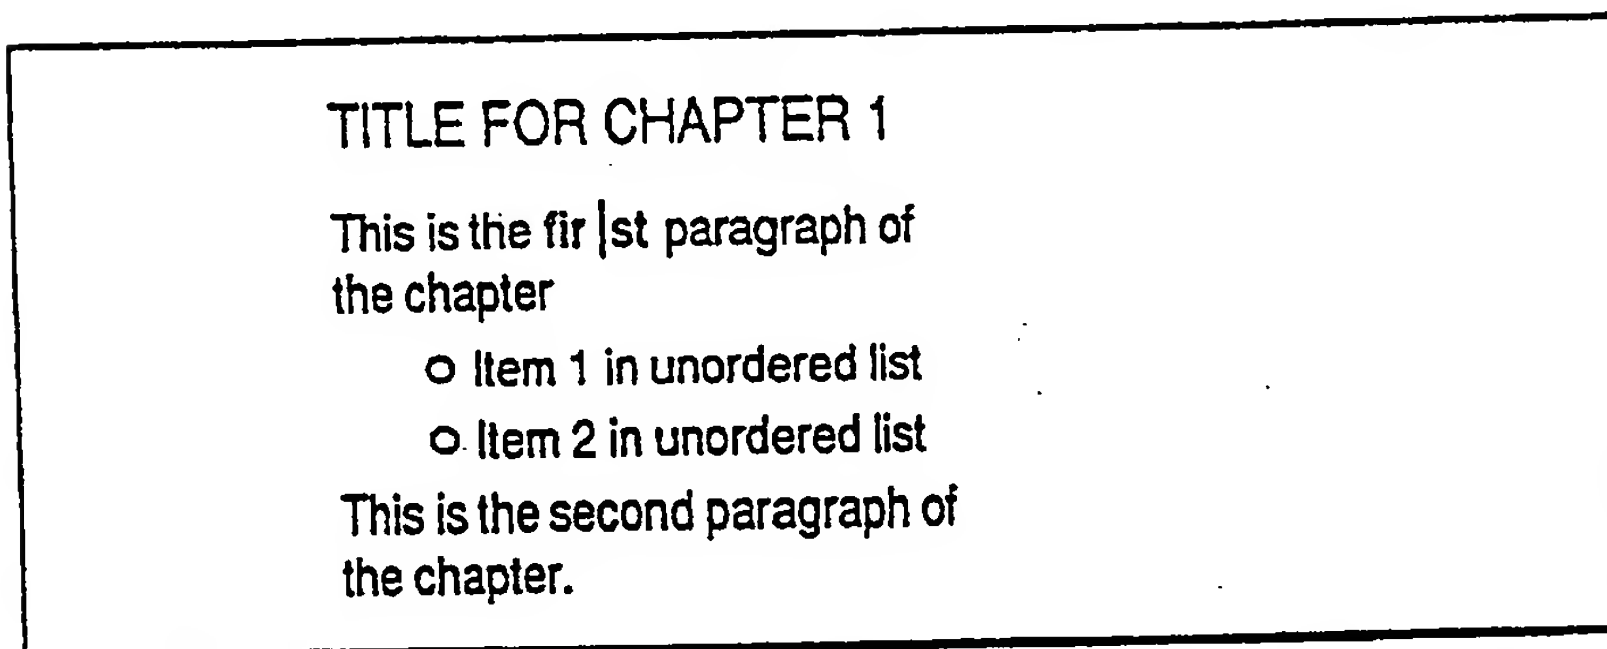 TITLE FOR CHAPTER 1
This is the fir |st paragraph of
the chapter
o Item 1 in unordered list
o Item 2 in unordered list
This is the second paragraph of
the chapter.